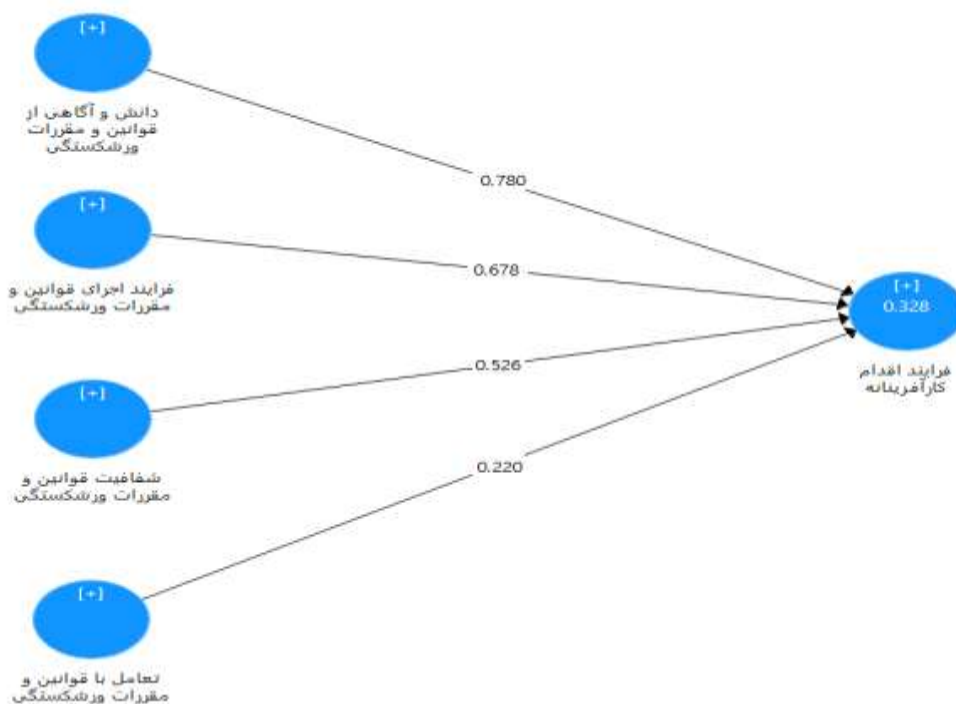 [+]
دانش و آگاهی از
قوانین و مقررات
ورشکستگی
0.780
[+]
فرایند اجرای قوانین و
مقررات ورشکستگی
0.678
[+]
0.328
فرایند اقدام
کارآفرینانه
[+]
شفافیت قوانین و
مقررات ورشکستگی
0.526
[+]
تعامل با قوانین و
مقررات ورشکستگی
0.220